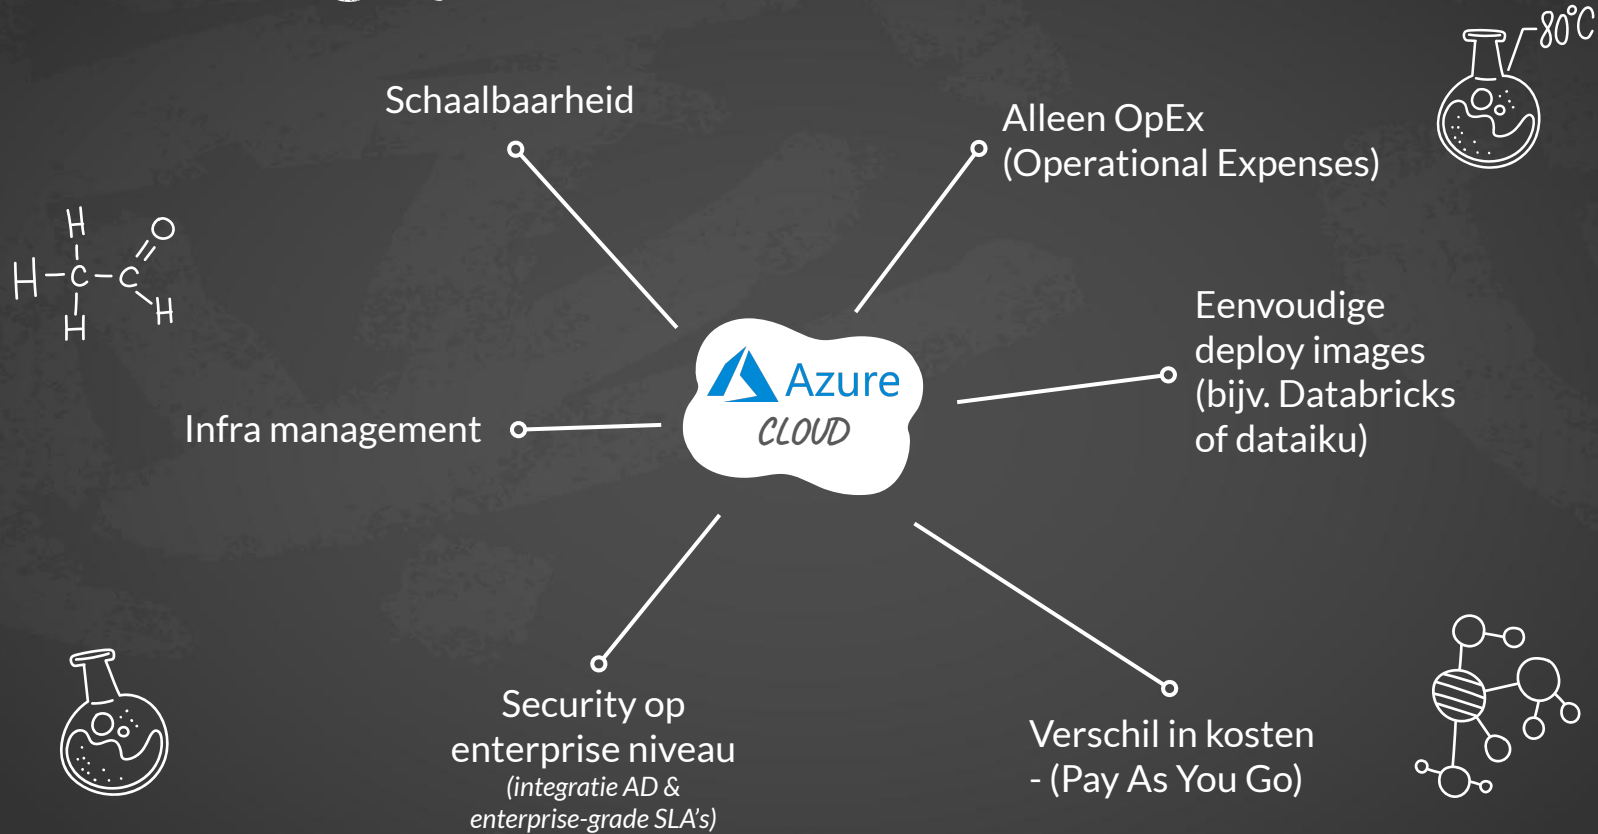 80°C
Schaalbaarheid
Alleen OpEx
(Operational Expenses)
H
O
H-C-C
H
H
Eenvoudige
deploy images
(bijv. Databricks
of dataiku)
Azure
CLOUD
Infra management
Security op
enterprise niveau
(integratie AD &
enterprise-grade SLA's)
Verschil in kosten
- (Pay As You Go)